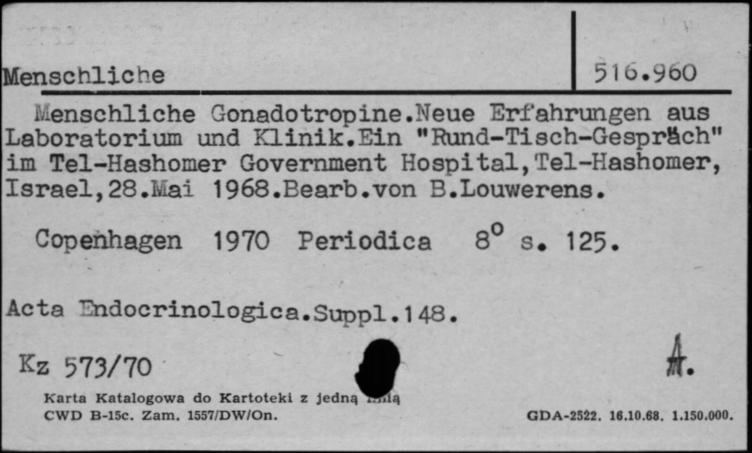 Menschliche 516.960
Menschliche Gonadotropine.Neue Erfahrungen aus
Laboratorium und Klinik.Ein "Rund-Tisch-Gespräch"
im Tel-Hashomer Government Hospital,Tel-Hashomer,
Israel,28.Mai 1968.Bearb.von B.Louwerens.
Copenhagen 1970 Periodica 8° s. 125.
Acta Endocrinologica.Suppl.148.
Kz 573/70 A.
Karta Katalogowa do Kartoteki z jedną
CWD B-15c. Zam. 1557/DW/On. GDA-2522. 16.10.68. 1.150.000.